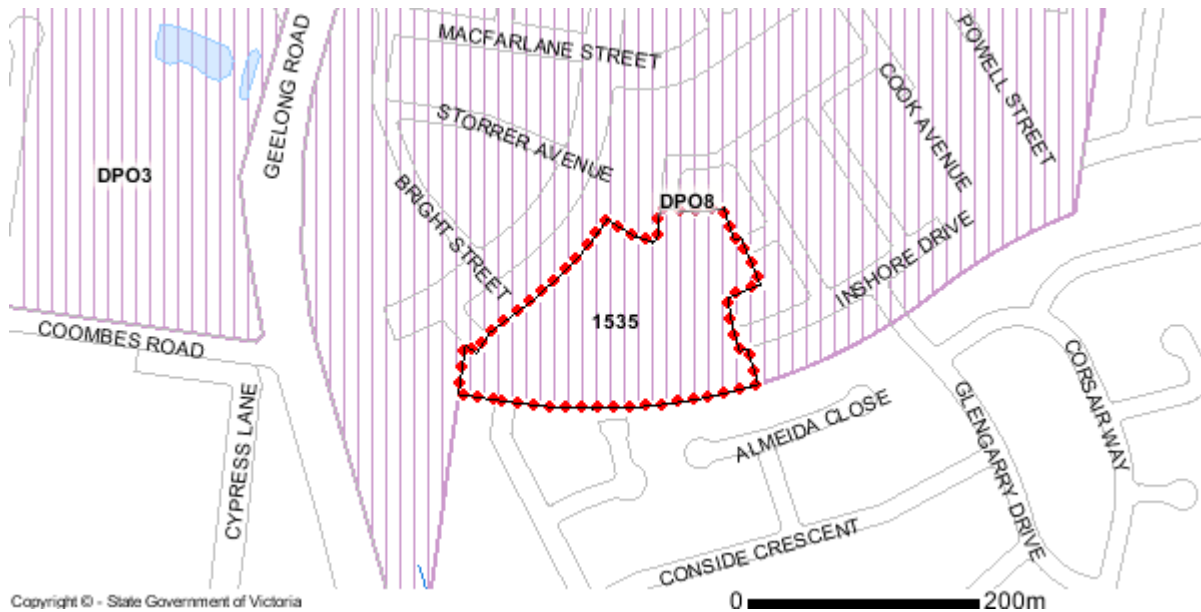 MACFARLANE STREET
POWELL STREET
GEELONG ROAD
COOK AVENUE
STORRER AVENUE
DPO3
BRIGHT STREET
DPO8
INSHORE DRIVE
1535
COOMBES ROAD
CORSAIR WAY
CYPRESS LANE
ALMEIDA CLOSE
GLENGARRY DRIVE
CONSIDE CRESCENT
Copyright © - State Government of Victoria
0 200m